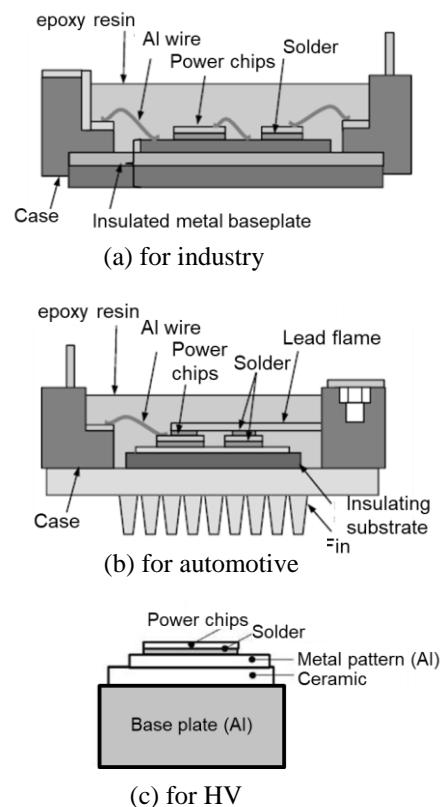 epoxy resin
Al wire
Power chips
Solder
Case
Insulated metal baseplate
(a) for industry
epoxy resin
Al wire
Power
chips
Solder
Lead flame
Case
Insulating
substrate
Fin
(b) for automotive
Power chips
Solder
Metal pattern (Al)
Ceramic
Base plate (Al)
(c) for HV